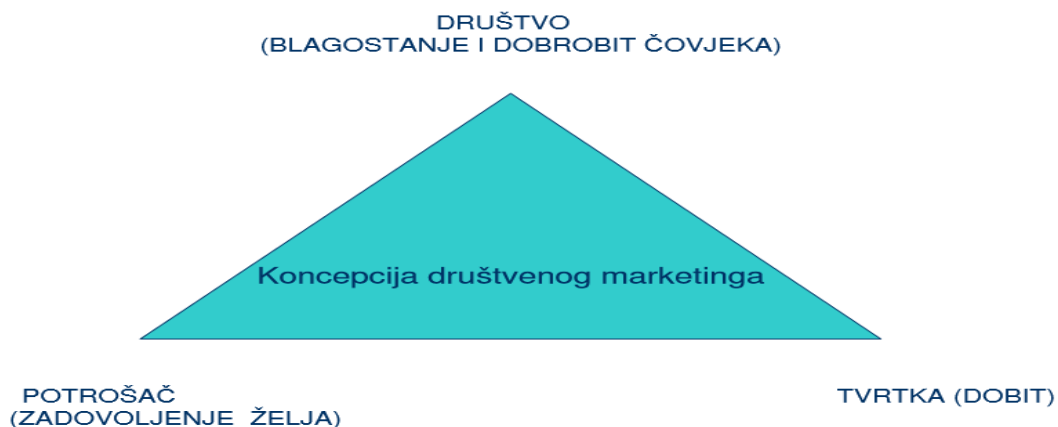 DRUŠTVO
(BLAGOSTANJE I DOBROBIT ČOVJEKA)
Koncepcija društvenog marketinga
POTROŠAČ
(ZADOVOLJENJE ŽELJA)
TVRTKA (DOBIT)